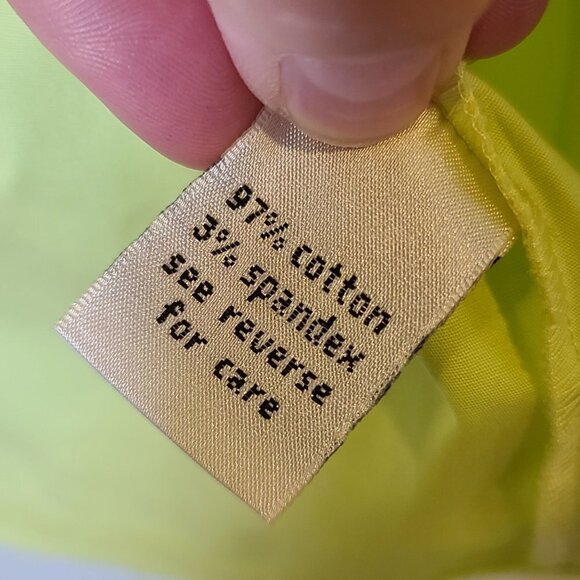 97% cotton
3% spandex
see reverse
for care